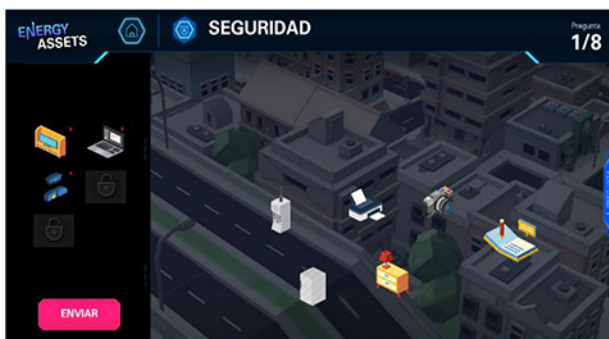 ENERGY
ASSETS
SEGURIDAD
Pregunta
1/8
ENVIAR